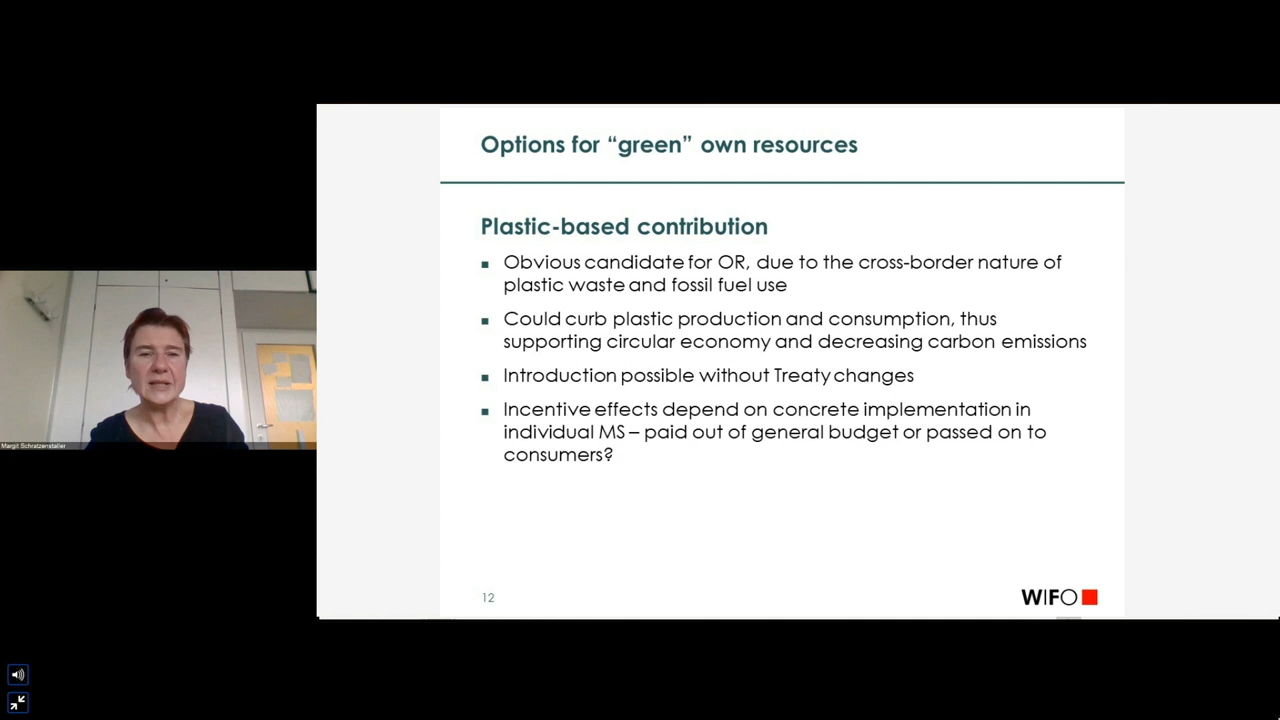 Options for “green” own resources
Plastic-based contribution
Obvious candidate for OR, due to the cross-border nature of
plastic waste and fossil fuel use
Could curb plastic production and consumption, thus
supporting circular economy and decreasing carbon emissions
Introduction possible without Treaty changes
Incentive effects depend on concrete implementation in
individual MS – paid out of general budget or passed on to
consumers?
Margit Schratzenstaller
12
WIFO